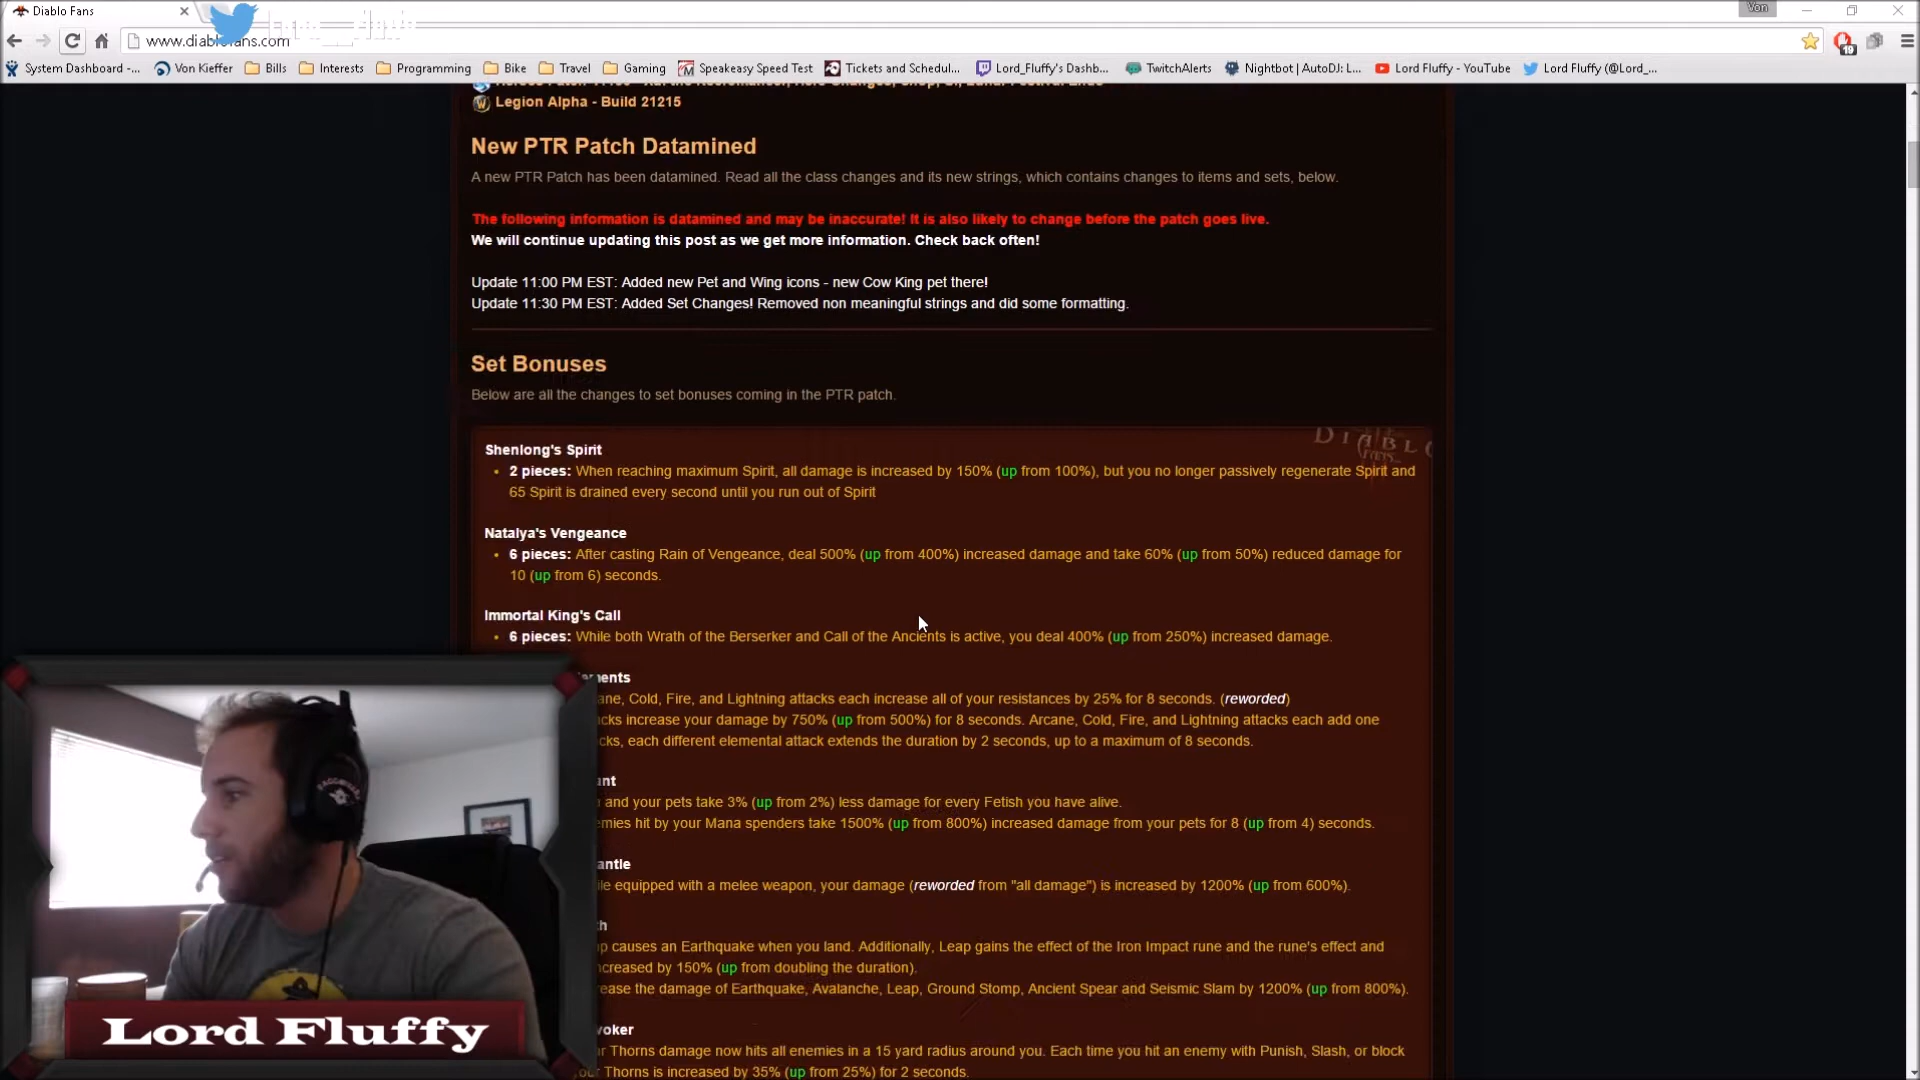 Diablo Fans
Von
www.diablofans.com
19
System Dashboard -...
Von Kieffer
Bills
Interests
Programming
Bike
Travel
Gaming
Speakeasy Speed Test
Tickets and Schedul...
Lord_Fluffy's Dashb...
TwitchAlerts
Nightbot | AutoDJ: L...
Lord Fluffy - YouTube
Lord Fluffy (@Lord_...
Legion Alpha - Build 21215
New PTR Patch Datamined
A new PTR Patch has been datamined. Read all the class changes and its new strings, which contains changes to items and sets, below.
The following information is datamined and may be inaccurate! It is also likely to change before the patch goes live.
We will continue updating this post as we get more information. Check back often!
Update 11:00 PM EST: Added new Pet and Wing icons - new Cow King pet there!
Update 11:30 PM EST: Added Set Changes! Removed non meaningful strings and did some formatting.
Set Bonuses
Below are all the changes to set bonuses coming in the PTR patch.
DIABLO
FANS
Shenlong's Spirit
• 2 pieces: When reaching maximum Spirit, all damage is increased by 150% (up from 100%), but you no longer passively regenerate Spirit and
65 Spirit is drained every second until you run out of Spirit
Natalya's Vengeance
• 6 pieces: After casting Rain of Vengeance, deal 500% (up from 400%) increased damage and take 60% (up from 50%) reduced damage for
10 (up from 6) seconds.
Immortal King's Call
• 6 pieces: While both Wrath of the Berserker and Call of the Ancients is active, you deal 400% (up from 250%) increased damage.
ements
ane, Cold, Fire, and Lightning attacks each increase all of your resistances by 25% for 8 seconds. (reworded)
cks increase your damage by 750% (up from 500%) for 8 seconds. Arcane, Cold, Fire, and Lightning attacks each add one
cks, each different elemental attack extends the duration by 2 seconds, up to a maximum of 8 seconds.
ant
and your pets take 3% (up from 2%) less damage for every Fetish you have alive.
emies hit by your Mana spenders take 1500% (up from 800%) increased damage from your pets for 8 (up from 4) seconds.
antle
ile equipped with a melee weapon, your damage (reworded from "all damage") is increased by 1200% (up from 600%).
th
p causes an Earthquake when you land. Additionally, Leap gains the effect of the Iron Impact rune and the rune's effect and
ncreased by 150% (up from doubling the duration).
rease the damage of Earthquake, Avalanche, Leap, Ground Stomp, Ancient Spear and Seismic Slam by 1200% (up from 800%).
voker
ur Thorns damage now hits all enemies in a 15 yard radius around you. Each time you hit an enemy with Punish, Slash, or block
our Thorns is increased by 35% (up from 25%) for 2 seconds.
Lord Fluffy